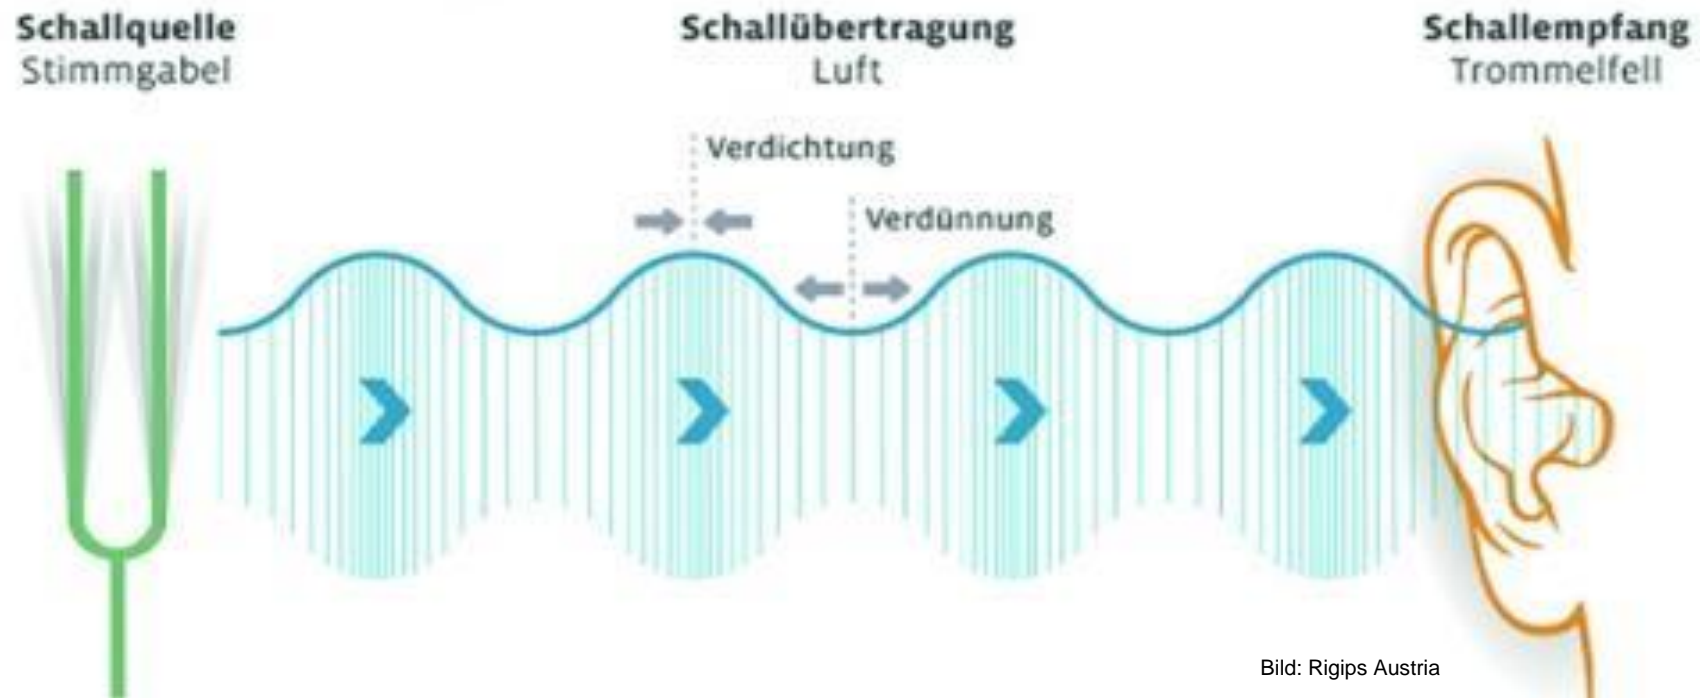 Schallquelle
Stimmgabel
Schallübertragung
Luft
Schallempfang
Trommelfell
Verdichtung
Verdünnung
Bild: Rigips Austria